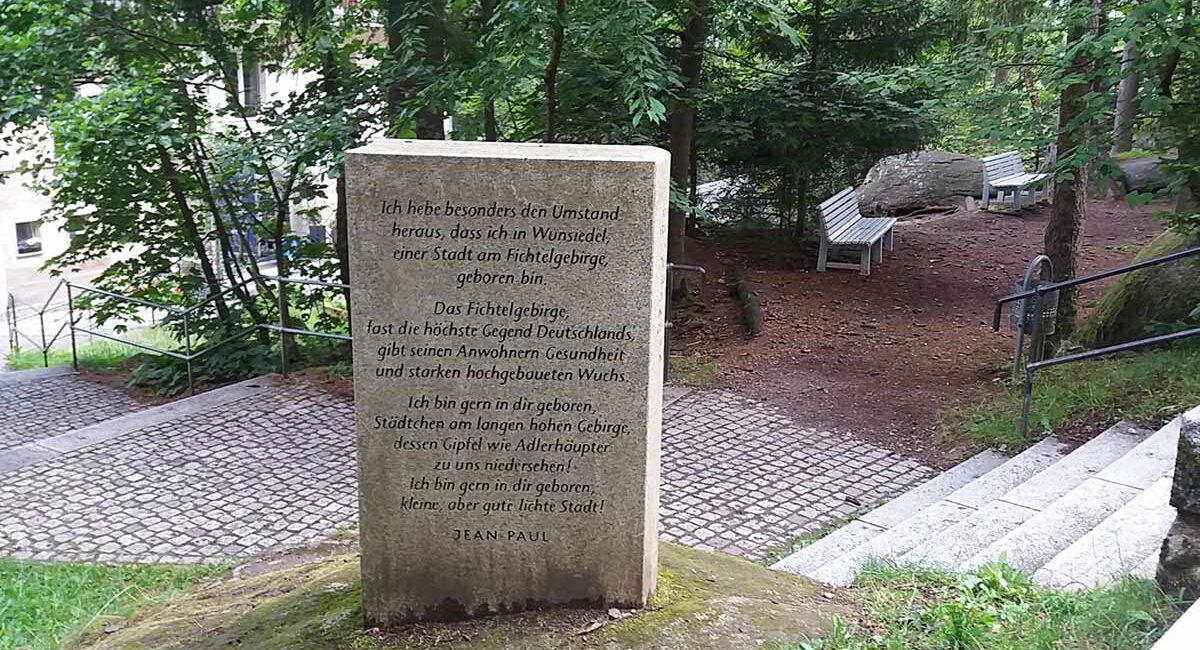 Ich hebe besonders den Umstand
heraus, dass ich in Wunsiedel,
einer Stadt am Fichtelgebirge,
geboren bin.
Das Fichtelgebirge,
fast die höchste Gegend Deutschlands,
gibt seinen Anwohnern Gesundheit
und starken hochgebaueten Wuchs.
Ich bin gern in dir geboren,
Städtchen am langen hohen Gebirge,
dessen Gipfel wie Adlerhäupter
zu uns niedersehen!
Ich bin gern in dir geboren,
kleine, aber gute lichte Stadt!
JEAN PAUL